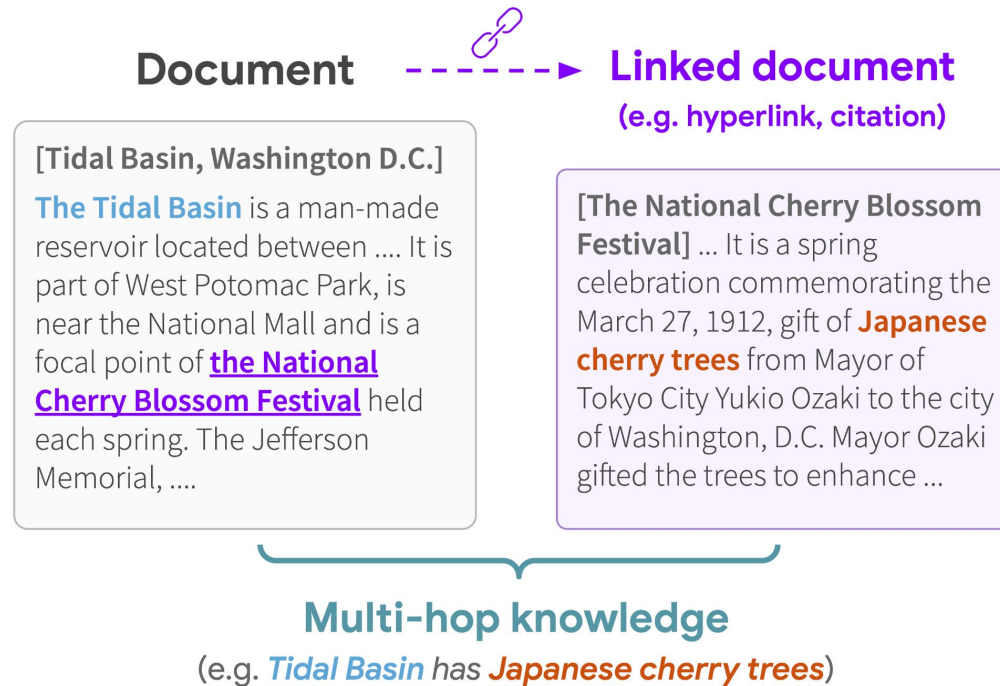 Document
Linked document
(e.g. hyperlink, citation)
[Tidal Basin, Washington D.C.]
The Tidal Basin is a man-made
reservoir located between .... It is
part of West Potomac Park, is
near the National Mall and is a
focal point of the National
Cherry Blossom Festival held
each spring. The Jefferson
Memorial, ....
[The National Cherry Blossom
Festival] ... It is a spring
celebration commemorating the
March 27, 1912, gift of Japanese
cherry trees from Mayor of
Tokyo City Yukio Ozaki to the city
of Washington, D.C. Mayor Ozaki
gifted the trees to enhance ...
Multi-hop knowledge
(e.g. Tidal Basin has Japanese cherry trees)